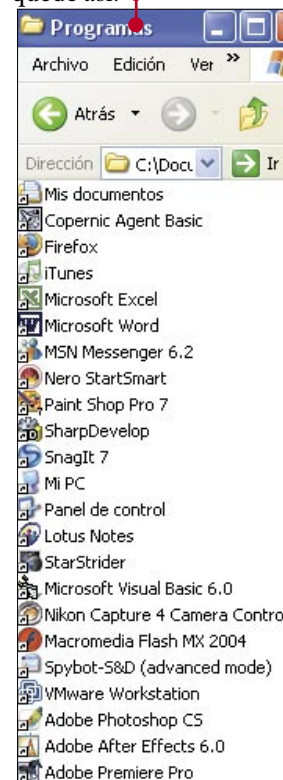 quede así.
Programas
Archivo Edición Ver »
Atrás
Dirección C:\Docu Ir
Mis documentos
Copernic Agent Basic
Firefox
iTunes
Microsoft Excel
Microsoft Word
MSN Messenger 6.2
Nero StartSmart
Paint Shop Pro 7
SharpDevelop
SnagIt 7
Mi PC
Panel de control
Lotus Notes
StarStrider
Microsoft Visual Basic 6.0
Nikon Capture 4 Camera Contro
Macromedia Flash MX 2004
Spybot-S&D (advanced mode)
VMware Workstation
Adobe Photoshop CS
Adobe After Effects 6.0
Adobe Premiere Pro